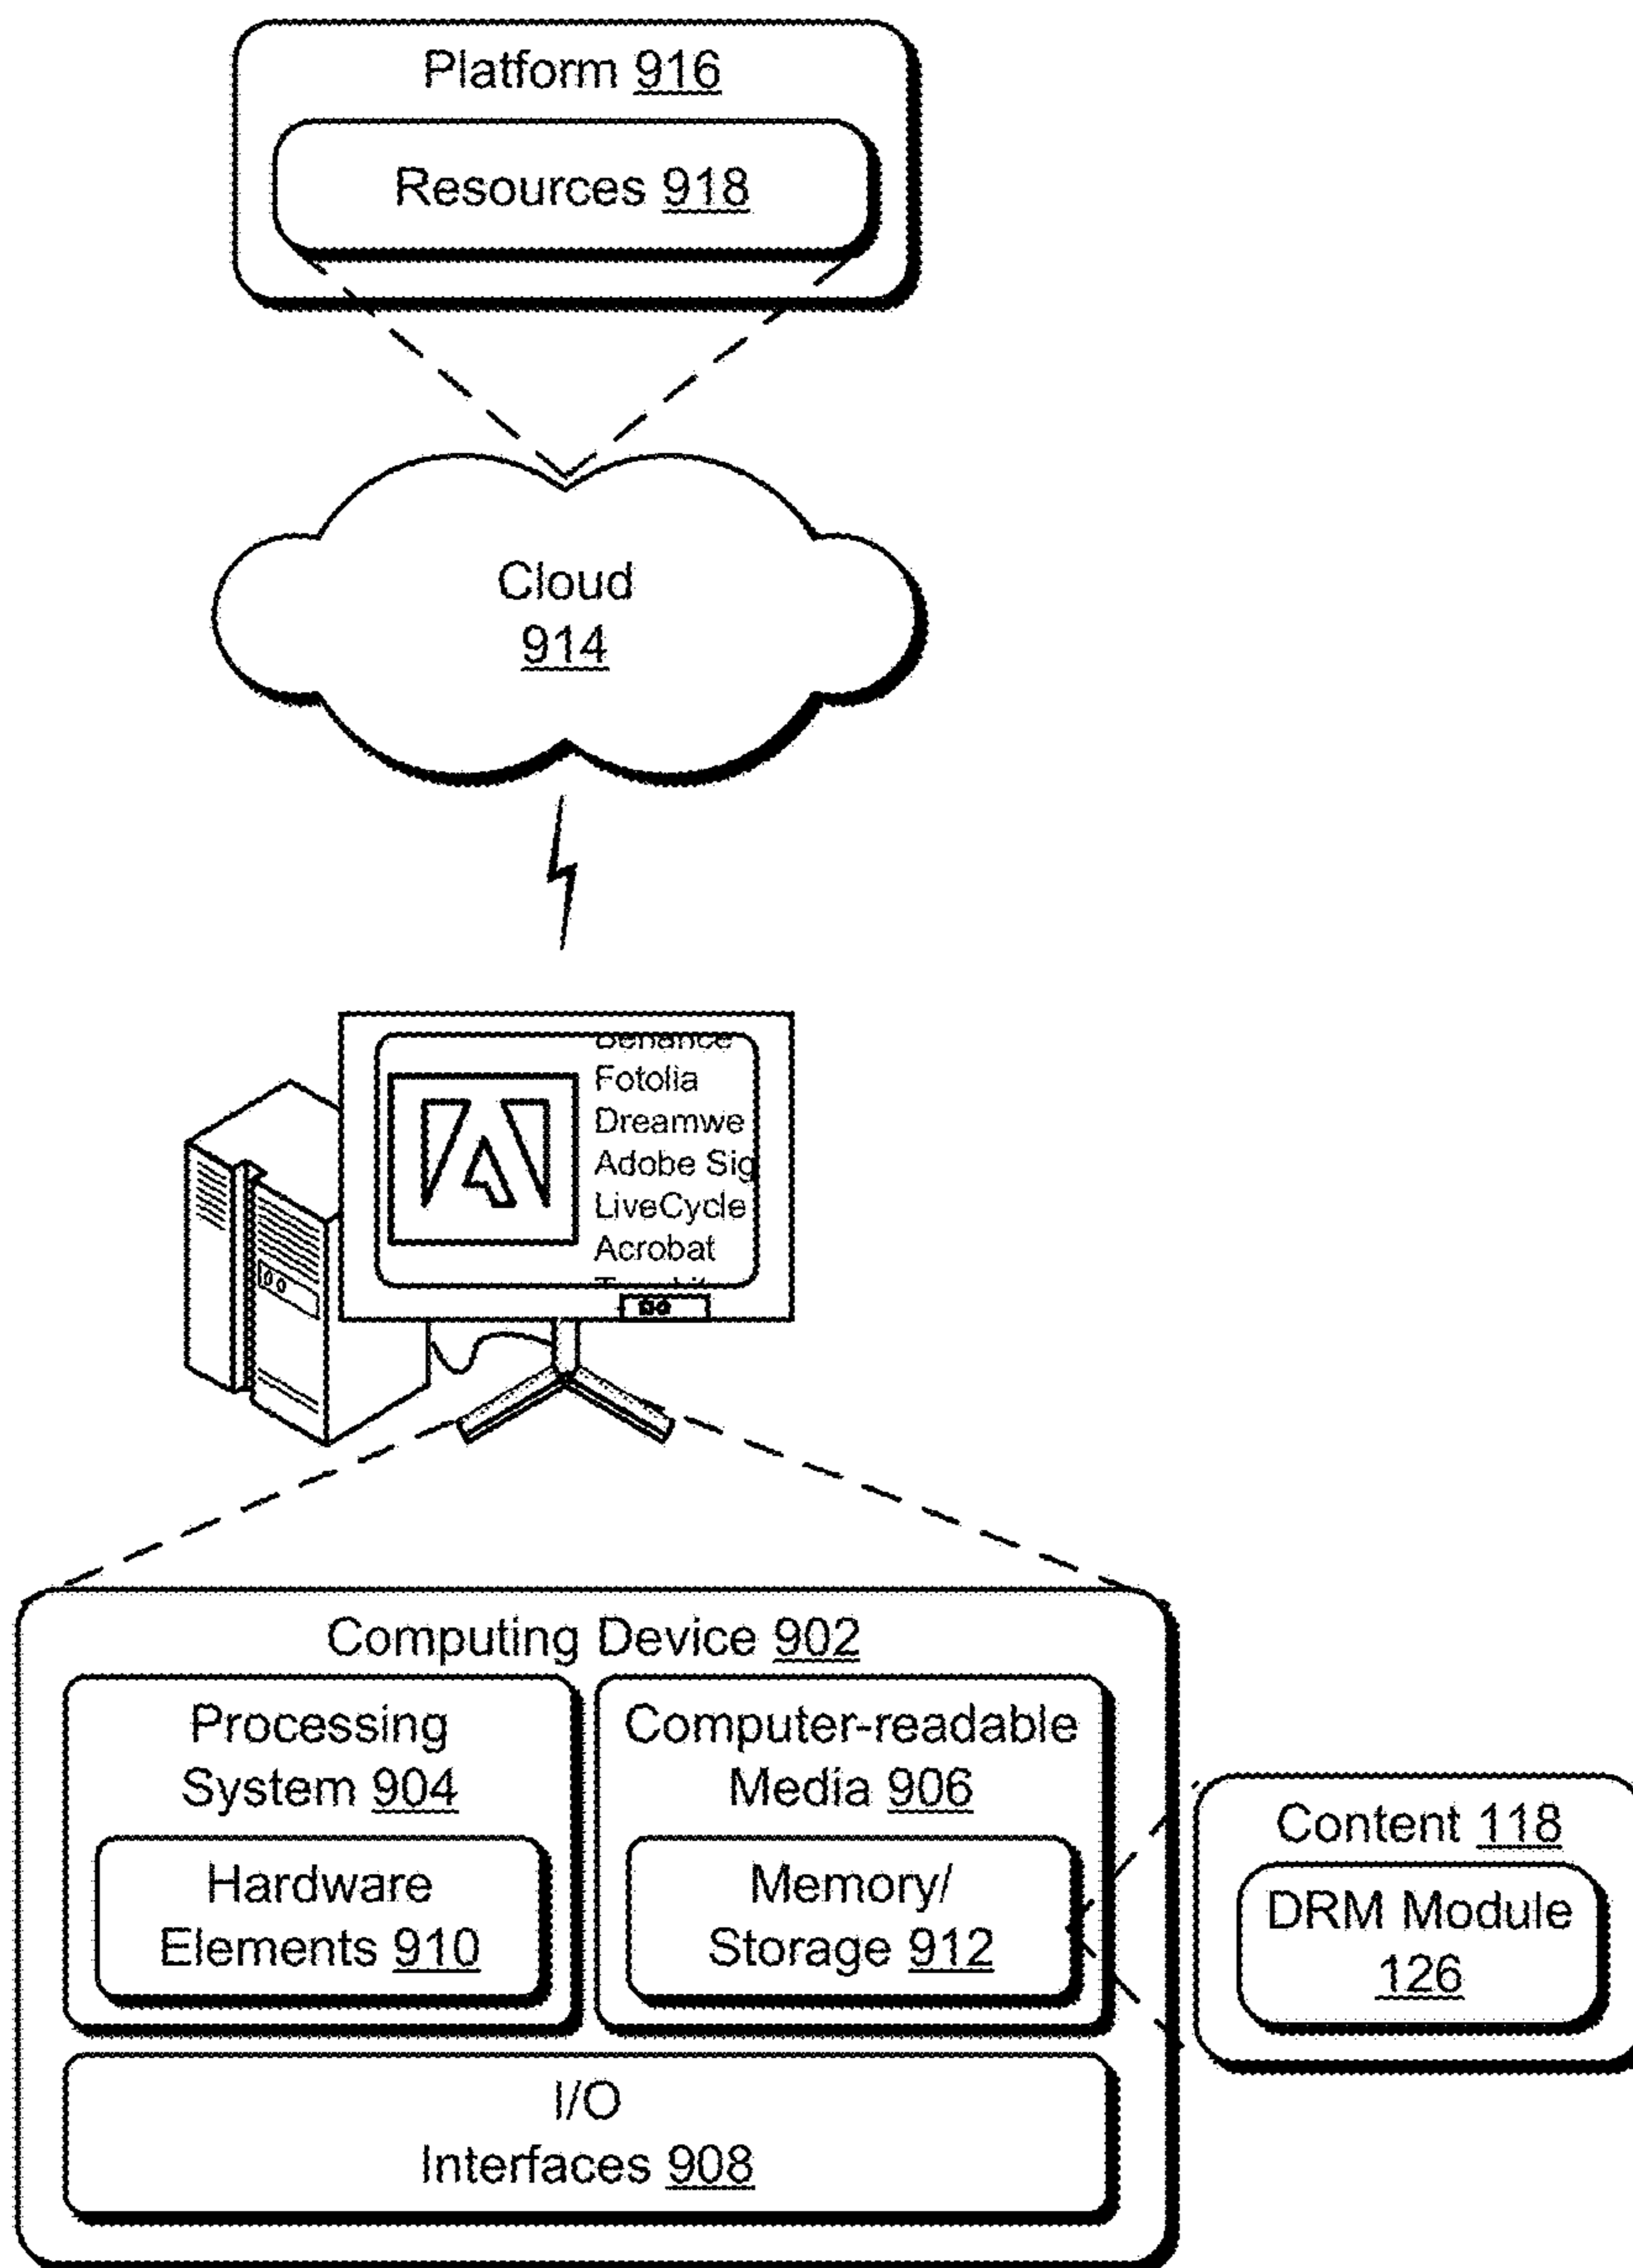 Platform 916
Resources 918
Cloud
914
Behance
Fotolia
Dreamwe
Adobe Sig
LiveCycle
Acrobat
Computing Device 902
Processing
System 904
Hardware
Elements 910
Computer-readable
Media 906
Memory/
Storage 912
I/O
Interfaces 908
Content 118
DRM Module
126